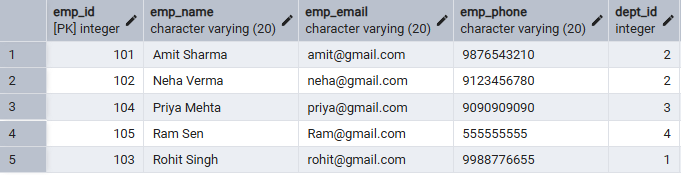 emp_id emp_name emp_email emp_phone dept_id
[PK] integer character varying (20) character varying (20) character varying (20) integer
1 101 Amit Sharma amit@gmail.com 9876543210 2
2 102 Neha Verma neha@gmail.com 9123456780 2
3 104 Priya Mehta priya@gmail.com 9090909090 3
4 105 Ram Sen Ram@gmail.com 555555555 4
5 103 Rohit Singh rohit@gmail.com 9988776655 1